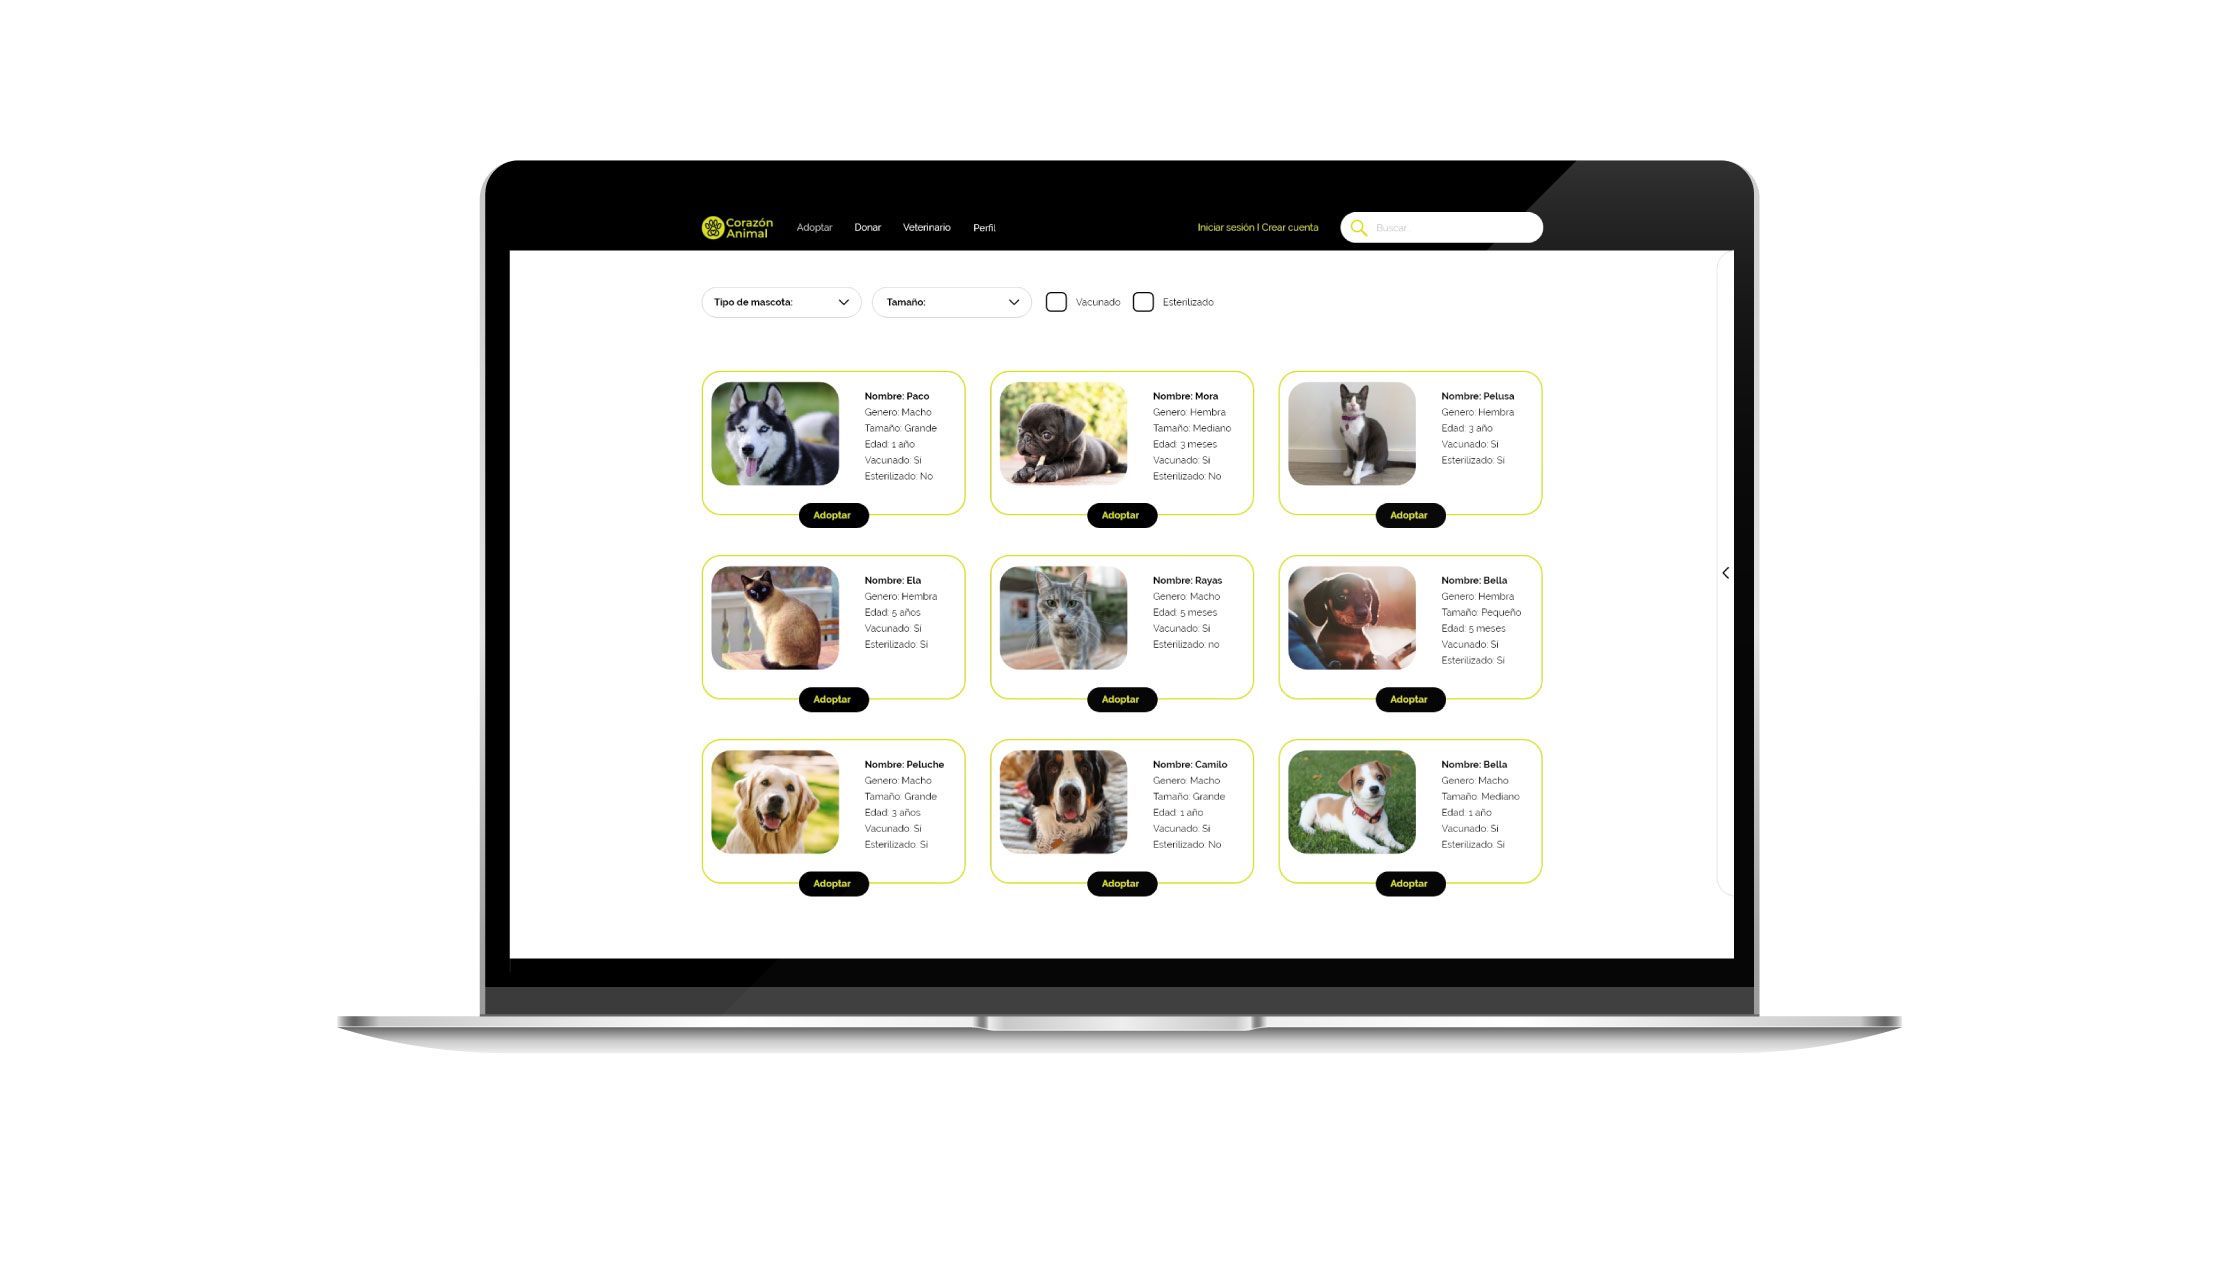 Corazón
Animal
Adoptar
Donar
Veterinario
Perfil
Iniciar sesión I Crear cuenta
Buscar...
Tipo de mascota:
Tamaño:
Vacunado
Esterilizado
Nombre: Paco
Genero: Macho
Tamaño: Grande
Edad: 1 año
Vacunado: Si
Esterilizado: No
Adoptar
Nombre: Mora
Genero: Hembra
Tamaño: Mediano
Edad: 3 meses
Vacunado: Si
Esterilizado: No
Adoptar
Nombre: Pelusa
Genero: Hembra
Edad: 3 año
Vacunado: Si
Esterilizado: Si
Adoptar
Nombre: Ela
Genero: Hembra
Edad: 5 años
Vacunado: Si
Esterilizado: Si
Adoptar
Nombre: Rayas
Genero: Macho
Edad: 5 meses
Vacunado: Si
Esterilizado: no
Adoptar
Nombre: Bella
Genero: Hembra
Tamaño: Pequeño
Edad: 5 meses
Vacunado: Si
Esterilizado: Si
Adoptar
Nombre: Peluche
Genero: Macho
Tamaño: Grande
Edad: 3 años
Vacunado: Si
Esterilizado: Si
Adoptar
Nombre: Camilo
Genero: Macho
Tamaño: Grande
Edad: 1 año
Vacunado: Si
Esterilizado: No
Adoptar
Nombre: Bella
Genero: Macho
Tamaño: Mediano
Edad: 1 año
Vacunado: Si
Esterilizado: Si
Adoptar